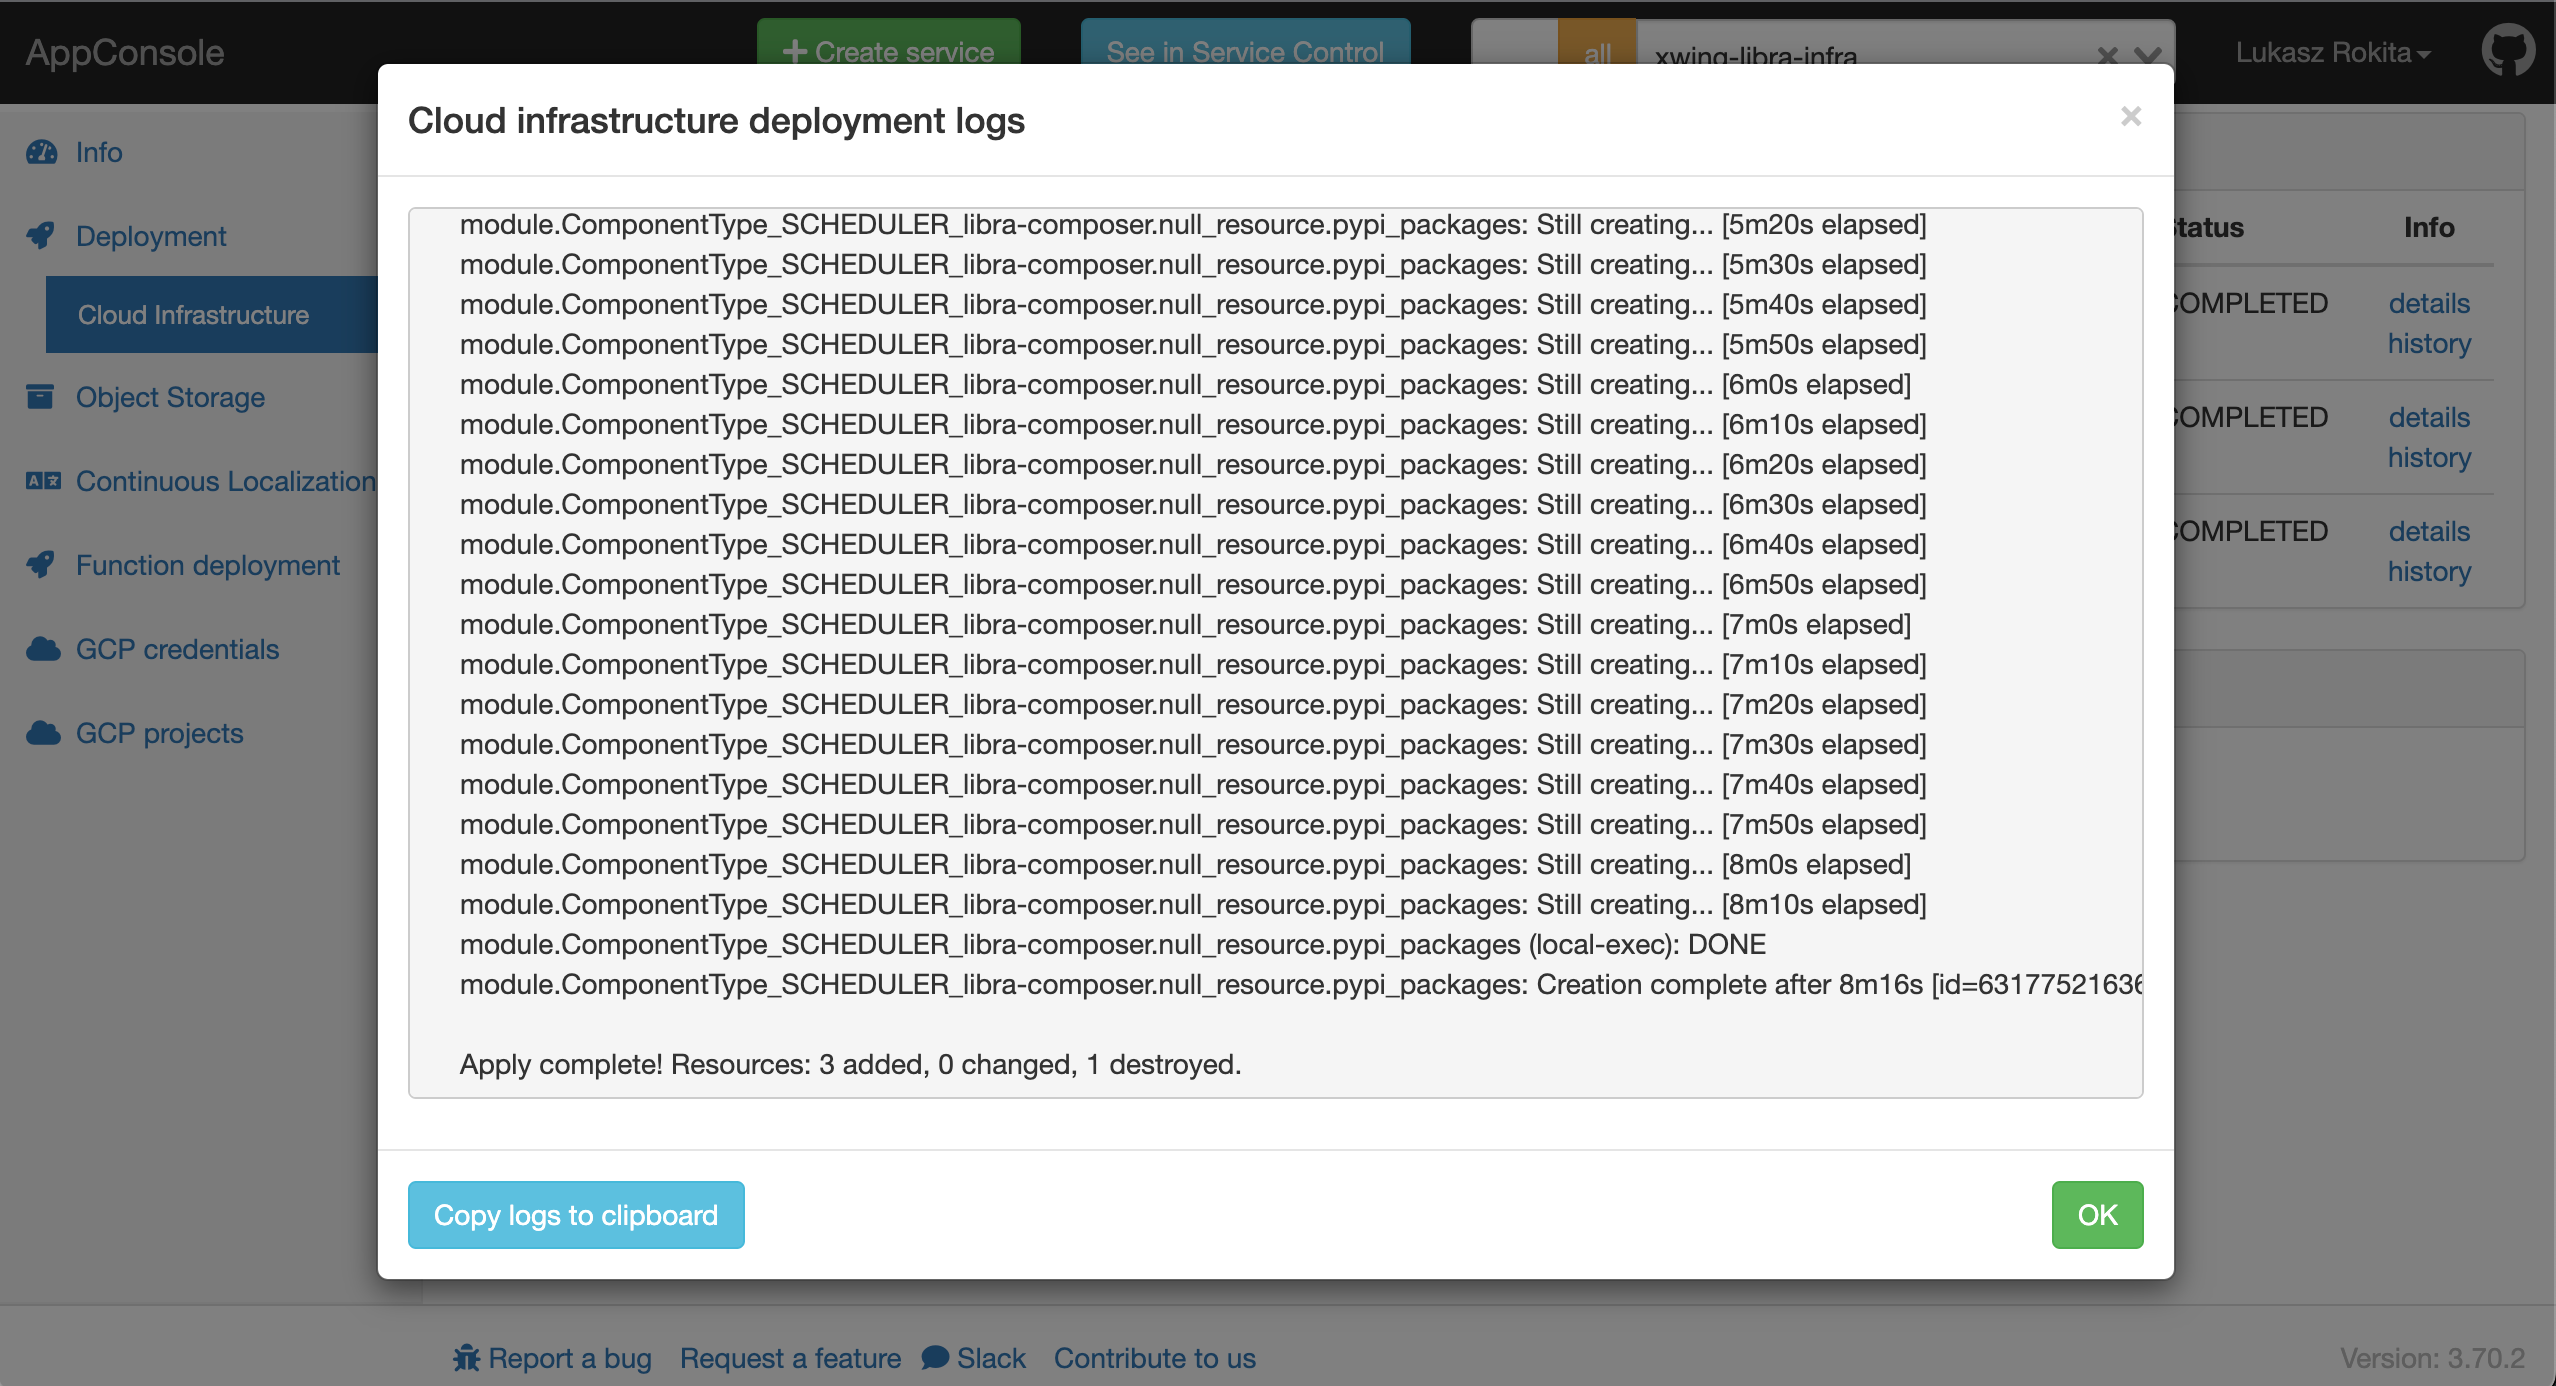 AppConsole
Create service
See in Service Control
all
xwing-libra-infra
Lukasz Rokita
Cloud infrastructure deployment logs
×
Info
Deployment
Cloud Infrastructure
Object Storage
Continuous Localization
Function deployment
GCP credentials
GCP projects
module.ComponentType_SCHEDULER_libra-composer.null_resource.pypi_packages: Still creating... [5m20s elapsed]
module.ComponentType_SCHEDULER_libra-composer.null_resource.pypi_packages: Still creating... [5m30s elapsed]
module.ComponentType_SCHEDULER_libra-composer.null_resource.pypi_packages: Still creating... [5m40s elapsed]
module.ComponentType_SCHEDULER_libra-composer.null_resource.pypi_packages: Still creating... [5m50s elapsed]
module.ComponentType_SCHEDULER_libra-composer.null_resource.pypi_packages: Still creating... [6m0s elapsed]
module.ComponentType_SCHEDULER_libra-composer.null_resource.pypi_packages: Still creating... [6m10s elapsed]
module.ComponentType_SCHEDULER_libra-composer.null_resource.pypi_packages: Still creating... [6m20s elapsed]
module.ComponentType_SCHEDULER_libra-composer.null_resource.pypi_packages: Still creating... [6m30s elapsed]
module.ComponentType_SCHEDULER_libra-composer.null_resource.pypi_packages: Still creating... [6m40s elapsed]
module.ComponentType_SCHEDULER_libra-composer.null_resource.pypi_packages: Still creating... [6m50s elapsed]
module.ComponentType_SCHEDULER_libra-composer.null_resource.pypi_packages: Still creating... [7m0s elapsed]
module.ComponentType_SCHEDULER_libra-composer.null_resource.pypi_packages: Still creating... [7m10s elapsed]
module.ComponentType_SCHEDULER_libra-composer.null_resource.pypi_packages: Still creating... [7m20s elapsed]
module.ComponentType_SCHEDULER_libra-composer.null_resource.pypi_packages: Still creating... [7m30s elapsed]
module.ComponentType_SCHEDULER_libra-composer.null_resource.pypi_packages: Still creating... [7m40s elapsed]
module.ComponentType_SCHEDULER_libra-composer.null_resource.pypi_packages: Still creating... [7m50s elapsed]
module.ComponentType_SCHEDULER_libra-composer.null_resource.pypi_packages: Still creating... [8m0s elapsed]
module.ComponentType_SCHEDULER_libra-composer.null_resource.pypi_packages: Still creating... [8m10s elapsed]
module.ComponentType_SCHEDULER_libra-composer.null_resource.pypi_packages (local-exec): DONE
module.ComponentType_SCHEDULER_libra-composer.null_resource.pypi_packages: Creation complete after 8m16s [id=63177521636
Apply complete! Resources: 3 added, 0 changed, 1 destroyed.
Copy logs to clipboard
OK
tatus Info
OMPLETED details
history
OMPLETED details
history
OMPLETED details
history
Report a bug Request a feature Slack Contribute to us
Version: 3.70.2